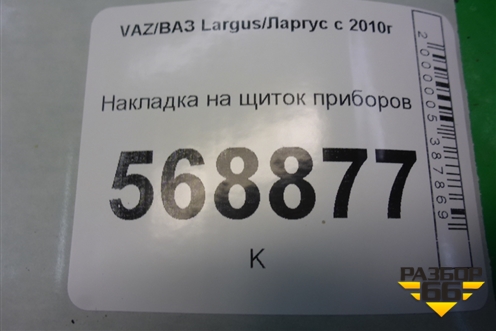 VAZ/ВАЗ Largus/Ларгус с 2010г
Накладка на щиток приборов
568877
К
2000005387869
РАЗБОР
66